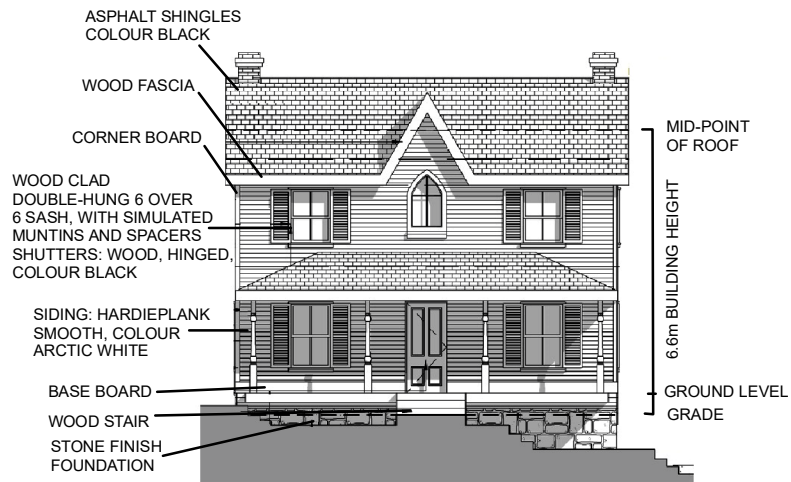 ASPHALT SHINGLES
COLOUR BLACK
WOOD FASCIA
CORNER BOARD
WOOD CLAD
DOUBLE-HUNG 6 OVER
6 SASH, WITH SIMULATED
MUNTINS AND SPACERS
SHUTTERS: WOOD, HINGED,
COLOUR BLACK
SIDING: HARDIEPLANK
SMOOTH, COLOUR
ARCTIC WHITE
BASE BOARD
WOOD STAIR
STONE FINISH
FOUNDATION
MID-POINT
OF ROOF
6.6m BUILDING HEIGHT
GROUND LEVEL
GRADE